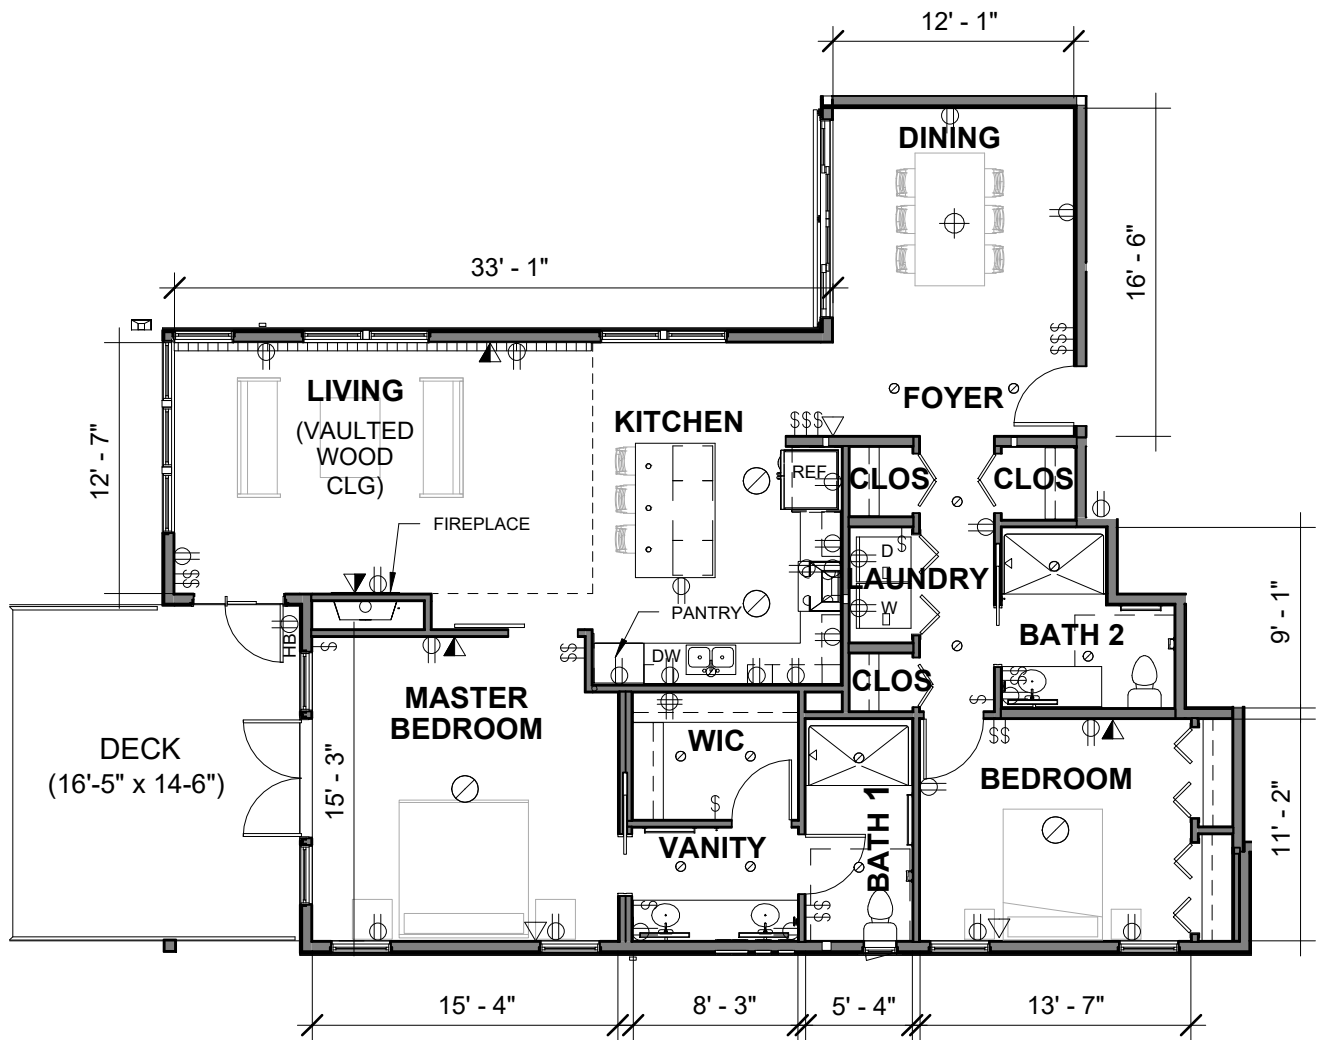 12' - 1"
DINING
16' - 6"
33' - 1"
LIVING
(VAULTED
WOOD
CLG)
12' - 7"
KITCHEN
FOYER
$$$
$$$
REF
CLOS
CLOS
FIREPLACE
$$
D
$
LAUNDRY
W
PANTRY
BATH 2
9' - 1"
HB
$
$$
DW
CLOS
$$
$
MASTER
BEDROOM
WIC
$$
DECK
(16'-5" x 14-6")
15' - 3"
BEDROOM
$
11' - 2"
VANITY
BATH 1
$
$$
15' - 4"
8' - 3"
5' - 4"
13' - 7"